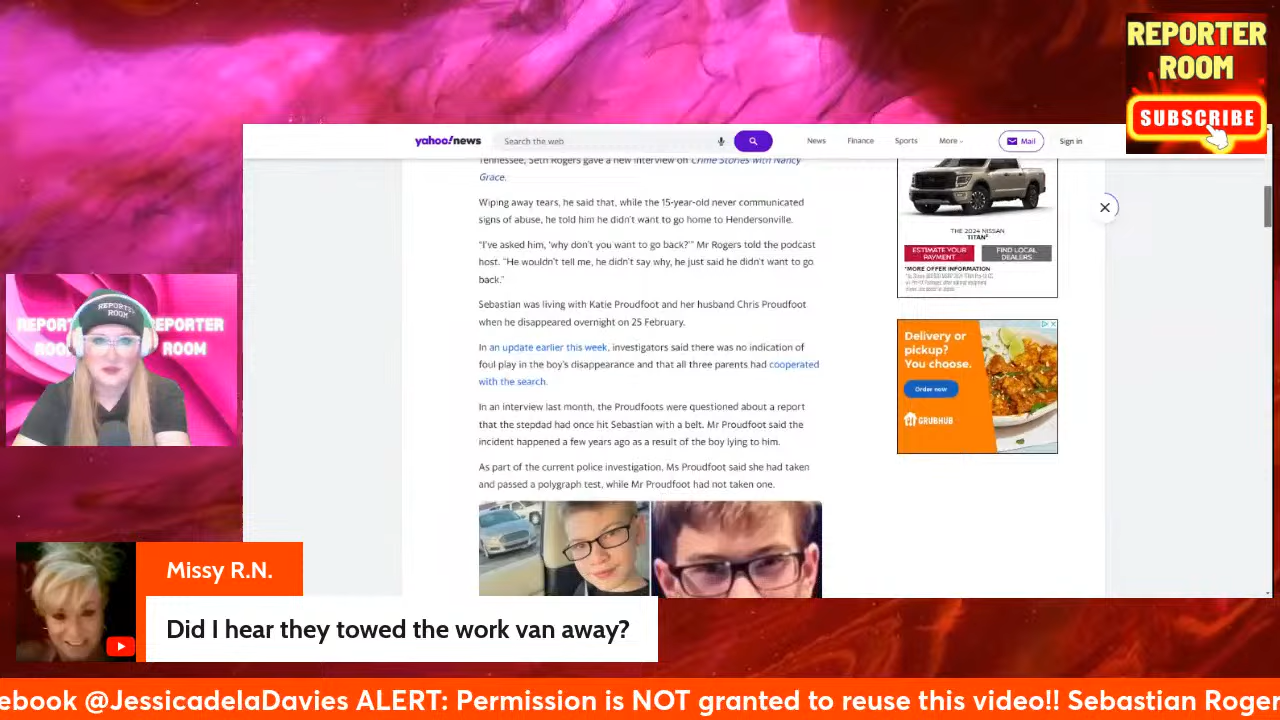 REPORTER
ROOM
SUBSCRIBE
yahoo!news
Search the web
News
Finance
Sports
More
Mail
Sign in
Tennessee, Seth Rogers gave a new interview on Crime Stories with Nancy
Grace.
Wiping away tears, he said that, while the 15-year-old never communicated
signs of abuse, he told him he didn't want to go home to Hendersonville.
"I've asked him, 'why don't you want to go back?'" Mr Rogers told the podcast
host. "He wouldn't tell me, he didn't say why, he just said he didn't want to go
back."
Sebastian was living with Katie Proudfoot and her husband Chris Proudfoot
when he disappeared overnight on 25 February.
In an update earlier this week, investigators said there was no indication of
foul play in the boy's disappearance and that all three parents had cooperated
with the search.
In an interview last month, the Proudfoots were questioned about a report
that the stepdad had once hit Sebastian with a belt. Mr Proudfoot said the
incident happened a few years ago as a result of the boy lying to him.
As part of the current police investigation, Ms Proudfoot said she had taken
and passed a polygraph test, while Mr Proudfoot had not taken one.
THE 2024 NISSAN
TITAN®
ESTIMATE YOUR
PAYMENT
FIND LOCAL
DEALERS
*MORE OFFER INFORMATION
Delivery or
pickup?
You choose.
Order now
GRUBHUB
REPORTER
ROOM
REPORTER
ROOM
REPORTER
ROOM
Missy R.N.
Did I hear they towed the work van away?
ebook @JessicadelaDavies ALERT: Permission is NOT granted to reuse this video!! Sebastian Roger